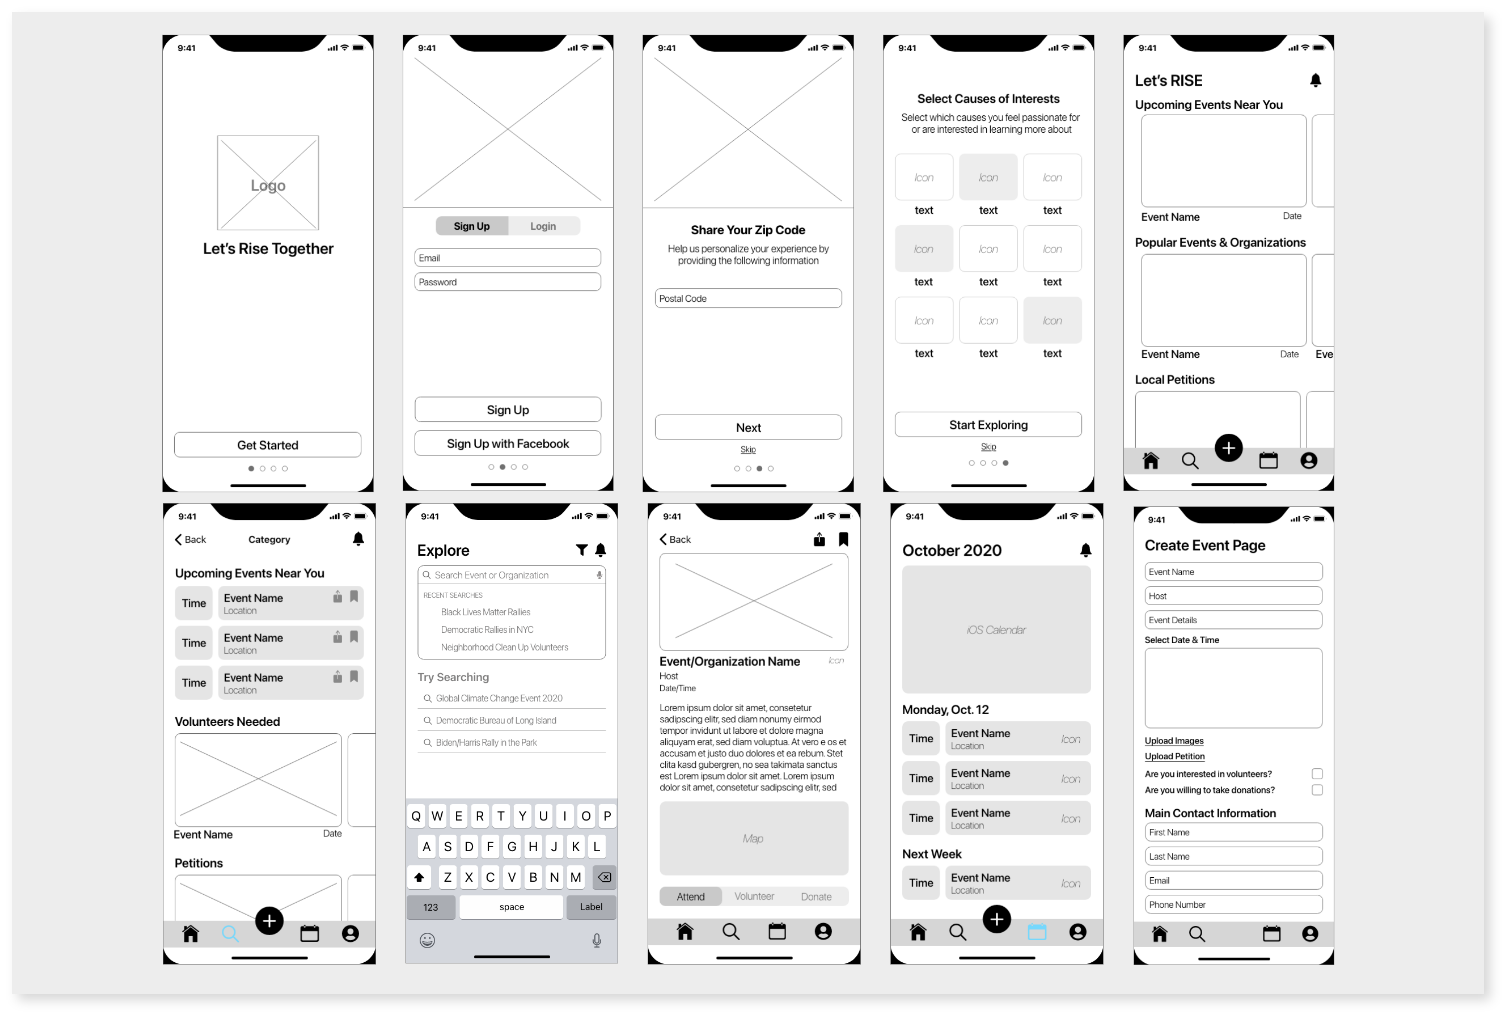 9:41
Logo
Let's Rise Together
Get Started
9:41
Sign Up Login
Email
Password
Sign Up
Sign Up with Facebook
9:41
Share Your Zip Code
Help us personalize your experience by
providing the following information
Postal Code
Next
Skip
9:41
Select Causes of Interests
Select which causes you feel passionate for
or are interested in learning more about
Icon Icon Icon
text text text
Icon Icon Icon
text text text
Icon Icon Icon
text text text
Start Exploring
Skip
9:41
Let's RISE
Upcoming Events Near You
Event Name Date
Popular Events & Organizations
Event Name Date Eve
Local Petitions
9:41
Back Category
Upcoming Events Near You
Time Event Name
Location
Time Event Name
Location
Time Event Name
Location
Volunteers Needed
Event Name Date
Petitions
9:41
Explore
Search Event or Organization
RECENT SEARCHES
Black Lives Matter Rallies
Democratic Rallies in NYC
Neighborhood Clean Up Volunteers
Try Searching
Global Climate Change Event 2020
Democratic Bureau of Long Island
Biden/Harris Rally in the Park
Q W E R T Y U I O P
A S D F G H J K L
Z X C V B N M
123 space Label
9:41
Back
Event/Organization Name Icon
Host
Date/Time
Lorem ipsum dolor sit amet, consetetur
sadipscing elitr, sed diam nonumy eirmod
tempor invidunt ut labore et dolore magna
aliquyam erat, sed diam voluptua. At vero e os et
accusam et justo duo dolores et ea rebum. Stet
clita kasd gubergren, no sea takimata sanctus
est Lorem ipsum dolor sit amet. Lorem ipsum
dolor sit amet, consetetur sadipscing elitr, sed
Map
Attend Volunteer Donate
9:41
October 2020
iOS Calendar
Monday, Oct. 12
Time Event Name Icon
Location
Time Event Name Icon
Location
Time Event Name Icon
Location
Next Week
Time Event Name Icon
Location
9:41
Create Event Page
Event Name
Host
Event Details
Select Date & Time
Upload Images
Upload Petition
Are you interested in volunteers?
Are you willing to take donations?
Main Contact Information
First Name
Last Name
Email
Phone Number